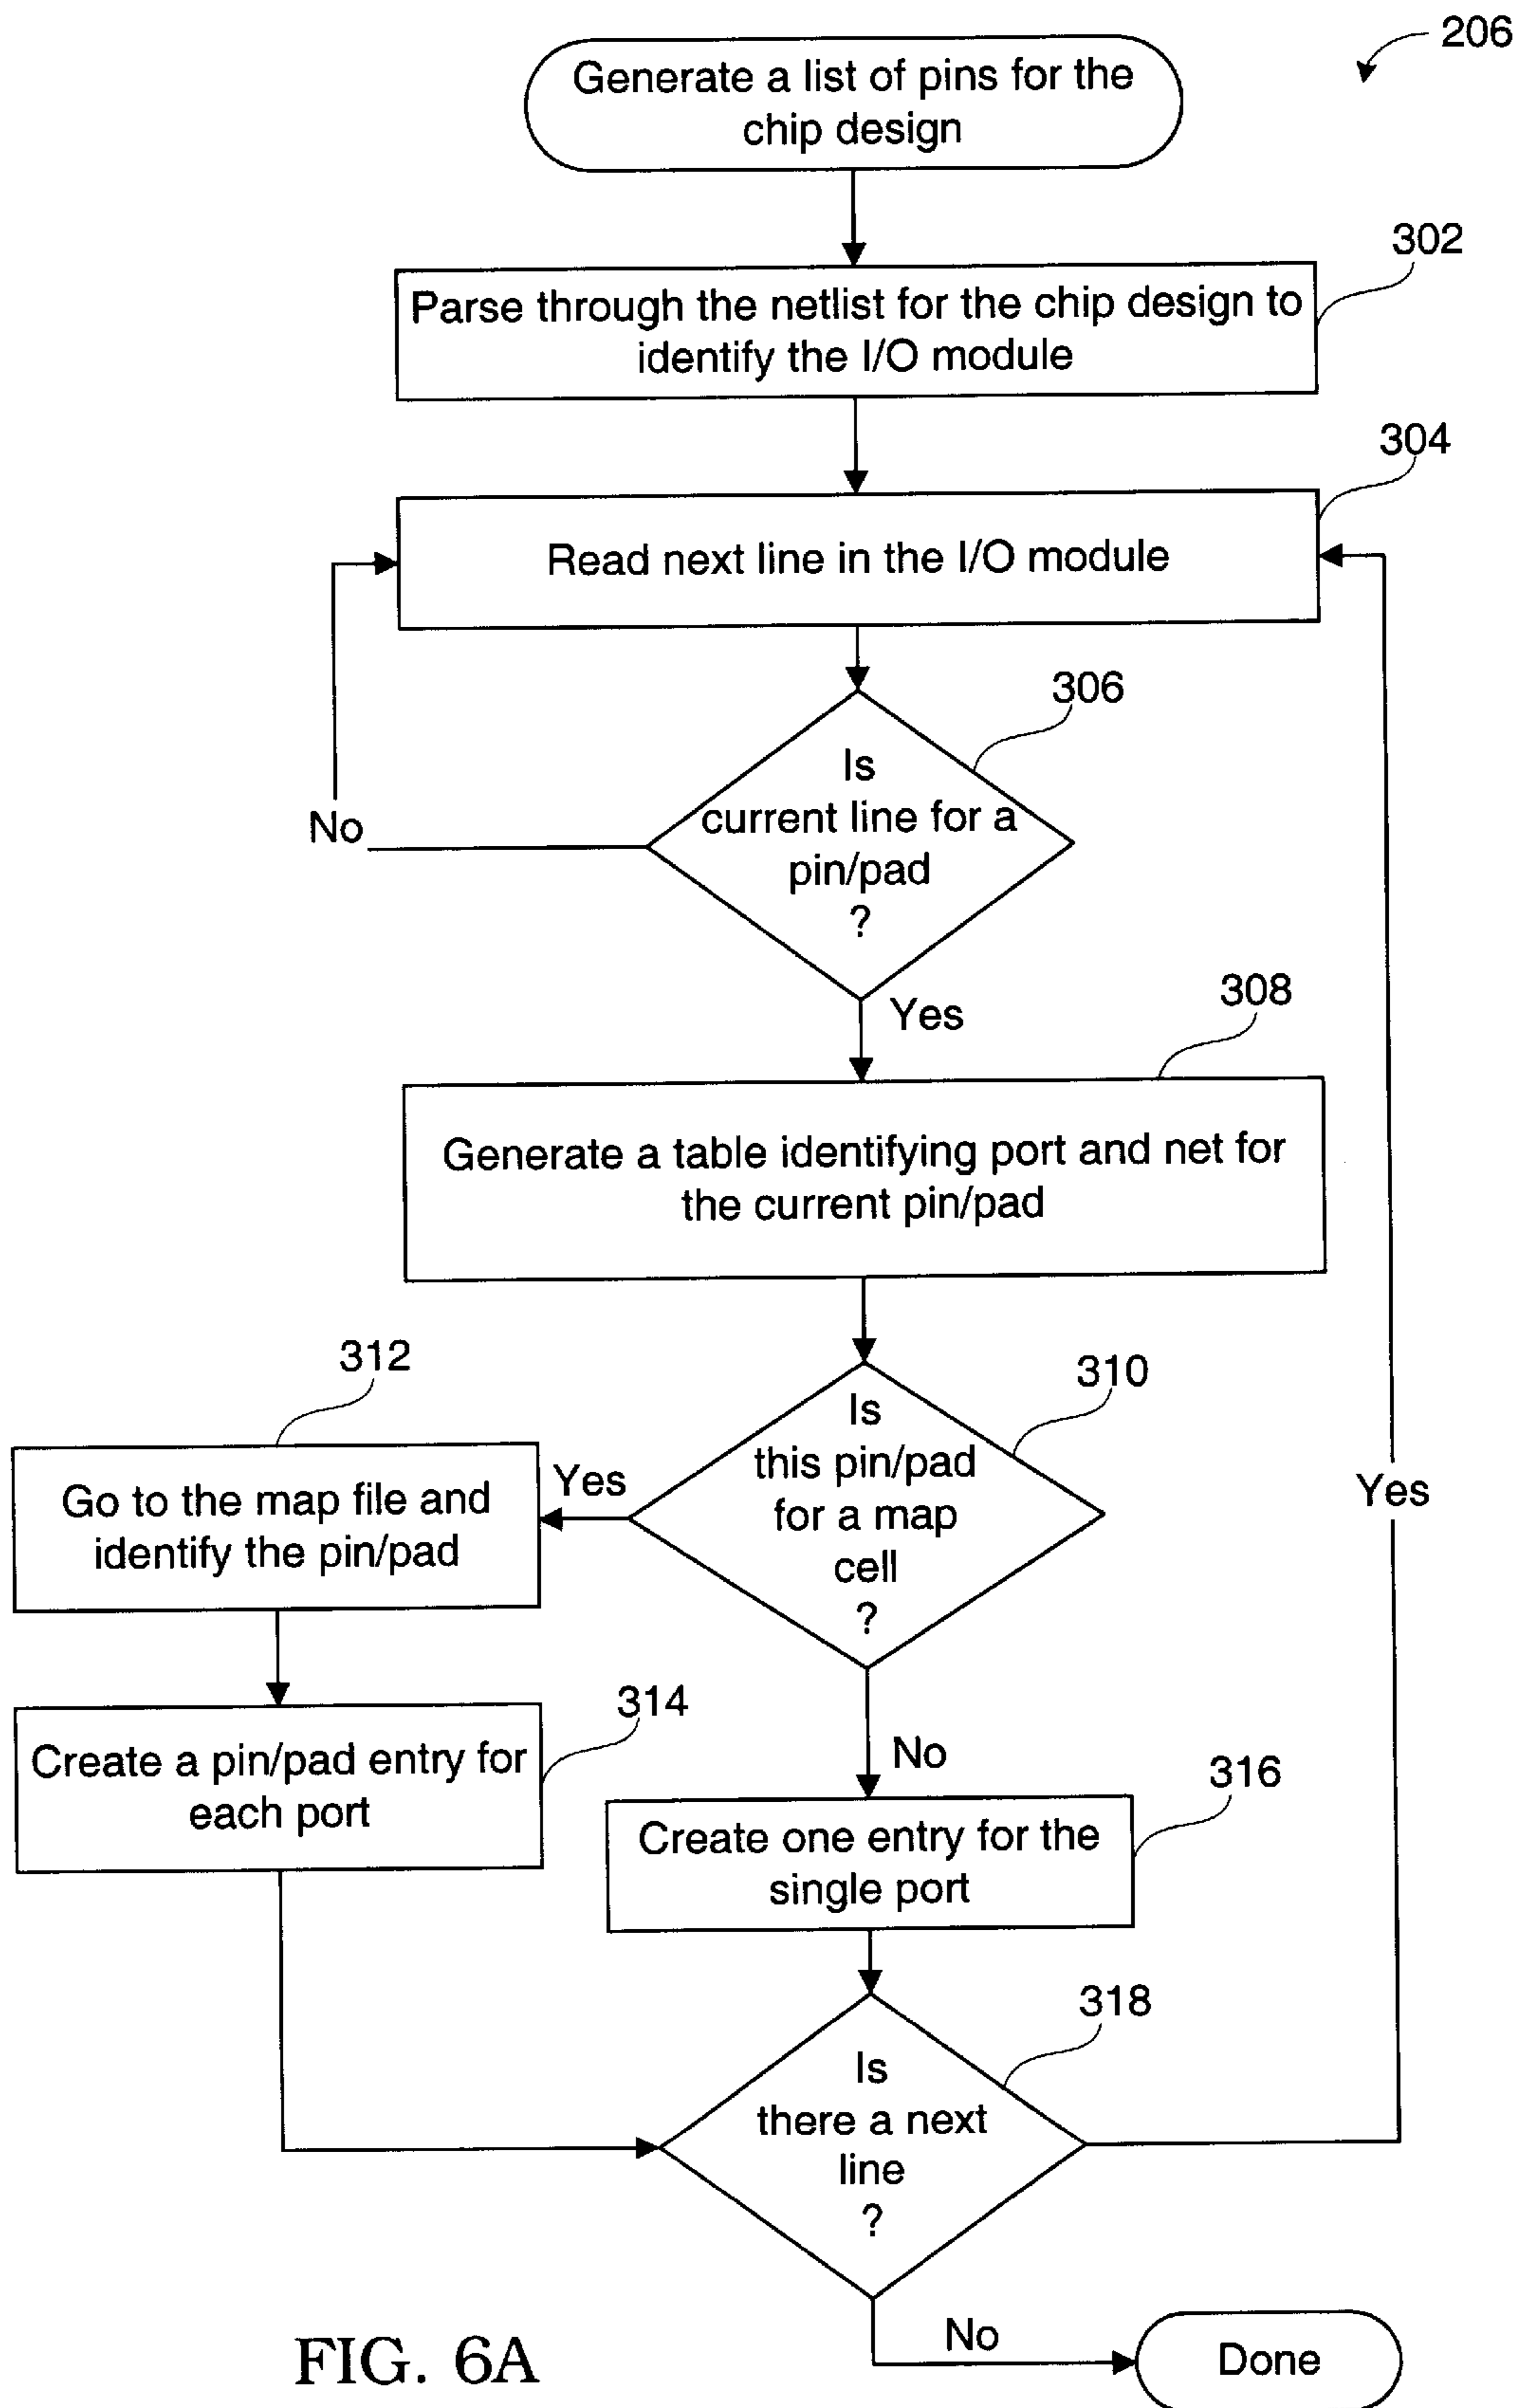 206
Generate a list of pins for the
chip design
302
Parse through the netlist for the chip design to
identify the I/O module
304
Read next line in the I/O module
306
Is
current line for a
pin/pad
?
No
Yes
308
Generate a table identifying port and net for
the current pin/pad
312
310
Is
this pin/pad
for a map
cell
?
Yes
Go to the map file and
identify the pin/pad
Yes
314
Create a pin/pad entry for
each port
No
316
Create one entry for the
single port
318
Is
there a next
line
?
No
Done
FIG. 6A